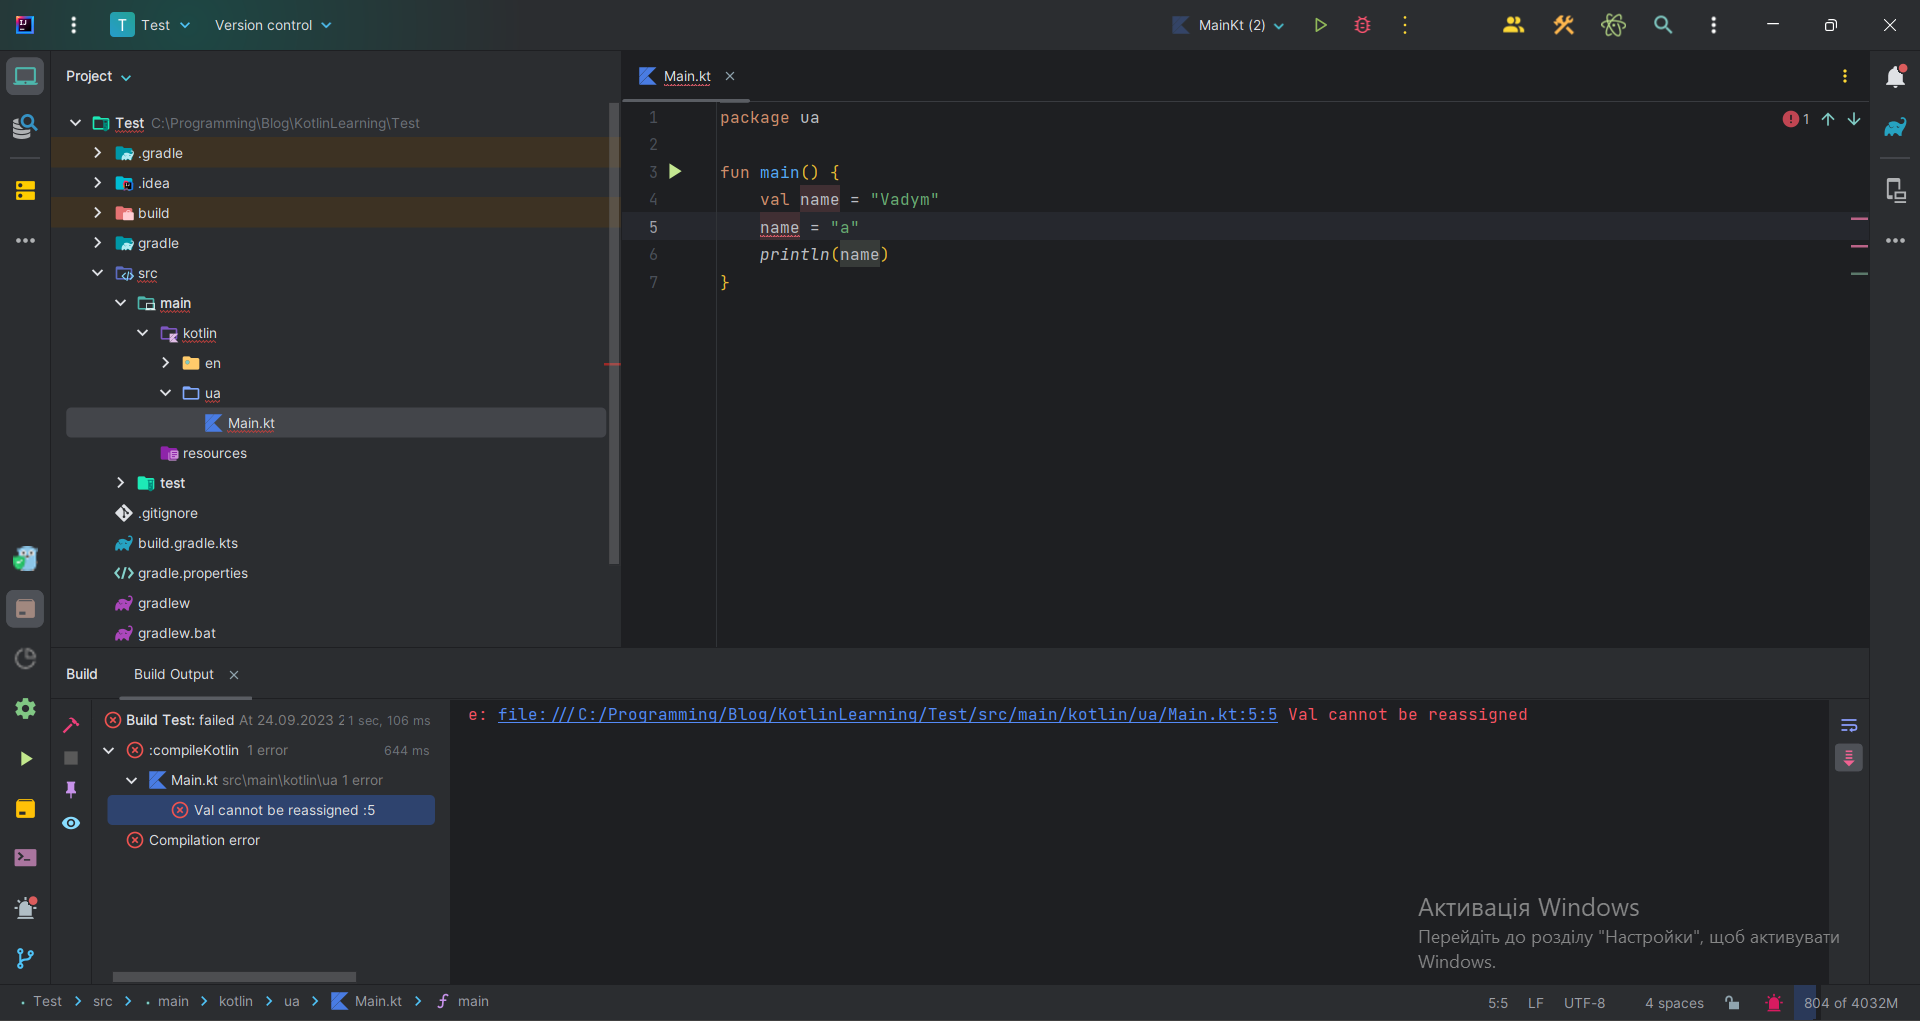 T Test Version control MainKt (2)
Project
Main.kt
Test C:\Programming\Blog\KotlinLearning\Test
.gradle
.idea
build
gradle
src
main
kotlin
en
ua
Main.kt
resources
test
.gitignore
build.gradle.kts
gradle.properties
gradlew
gradlew.bat
1 package ua
1
2
3 fun main() {
4 val name = "Vadym"
5 name = "a"
6 println(name)
7 }
Build Build Output
Build Test: failed At 24.09.2023 2 1 sec, 106 ms
:compileKotlin 1 error 644 ms
Main.kt src\main\kotlin\ua 1 error
Val cannot be reassigned :5
Compilation error
e: file:///C:/Programming/Blog/KotlinLearning/Test/src/main/kotlin/ua/Main.kt:5:5 Val cannot be reassigned
Активація Windows
Перейдіть до розділу "Настройки", щоб активувати
Windows.
Test src main kotlin ua Main.kt main
5:5 LF UTF-8 4 spaces 804 of 4032M